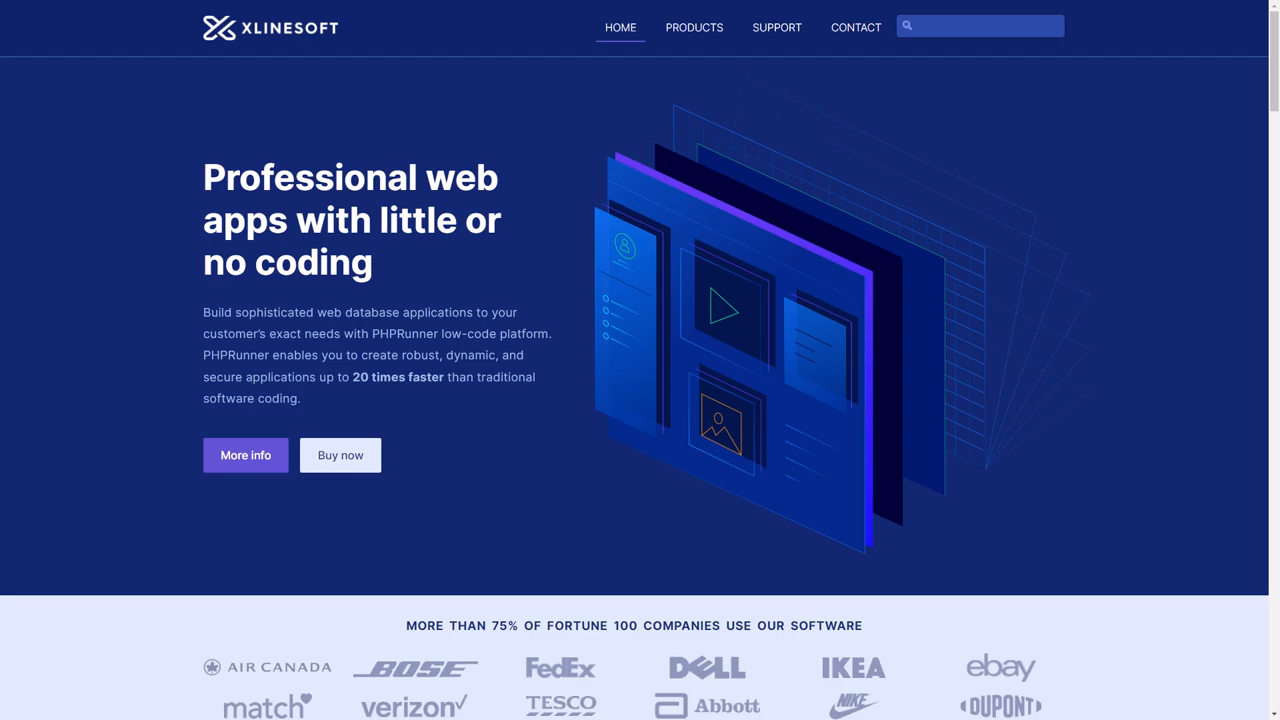 XLINESOFT
HOME PRODUCTS SUPPORT CONTACT
Professional web
apps with little or
no coding
Build sophisticated web database applications to your
customer's exact needs with PHPRunner low-code platform.
PHPRunner enables you to create robust, dynamic, and
secure applications up to 20 times faster than traditional
software coding.
More info Buy now
MORE THAN 75% OF FORTUNE 100 COMPANIES USE OUR SOFTWARE
AIR CANADA BOSE FedEx DELL IKEA ebay
match verizon TESCO Abbott NIKE DUPONT